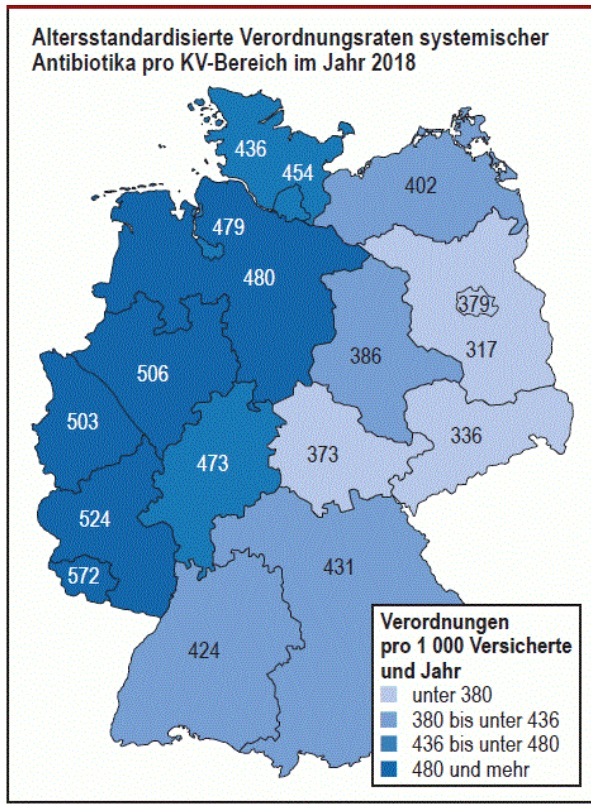 Altersstandardisierte Verordnungsraten systemischer
Antibiotika pro KV-Bereich im Jahr 2018
436
454
402
479
480
379
317
386
506
503
336
373
473
524
572
431
424
Verordnungen
pro 1 000 Versicherte
und Jahr
unter 380
380 bis unter 436
436 bis unter 480
480 und mehr